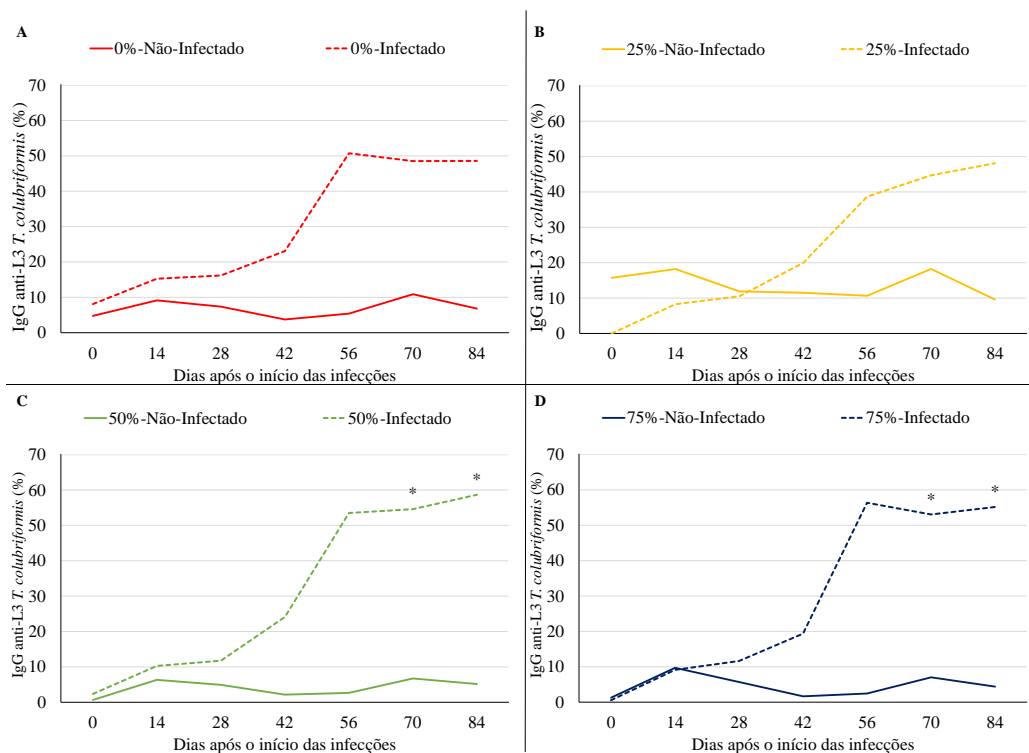 A
0%-Não-Infectado
0%-Infectado
70
60
50
40
30
20
10
0
IgG anti-L3 T. colubriformis (%)
0 14 28 42 56 70 84
Dias após o início das infecções
B
25%-Não-Infectado
25%-Infectado
70
60
50
40
30
20
10
0
IgG anti-L3 T. colubriformis (%)
0 14 28 42 56 70 84
Dias após o início das infecções
C
50%-Não-Infectado
50%-Infectado
70
60
50
40
30
20
10
0
IgG anti-L3 T. colubriformis (%)
* *
0 14 28 42 56 70 84
Dias após o início das infecções
D
75%-Não-Infectado
75%-Infectado
70
60
50
40
30
20
10
0
IgG anti-L3 T. colubriformis (%)
* *
0 14 28 42 56 70 84
Dias após o início das infecções